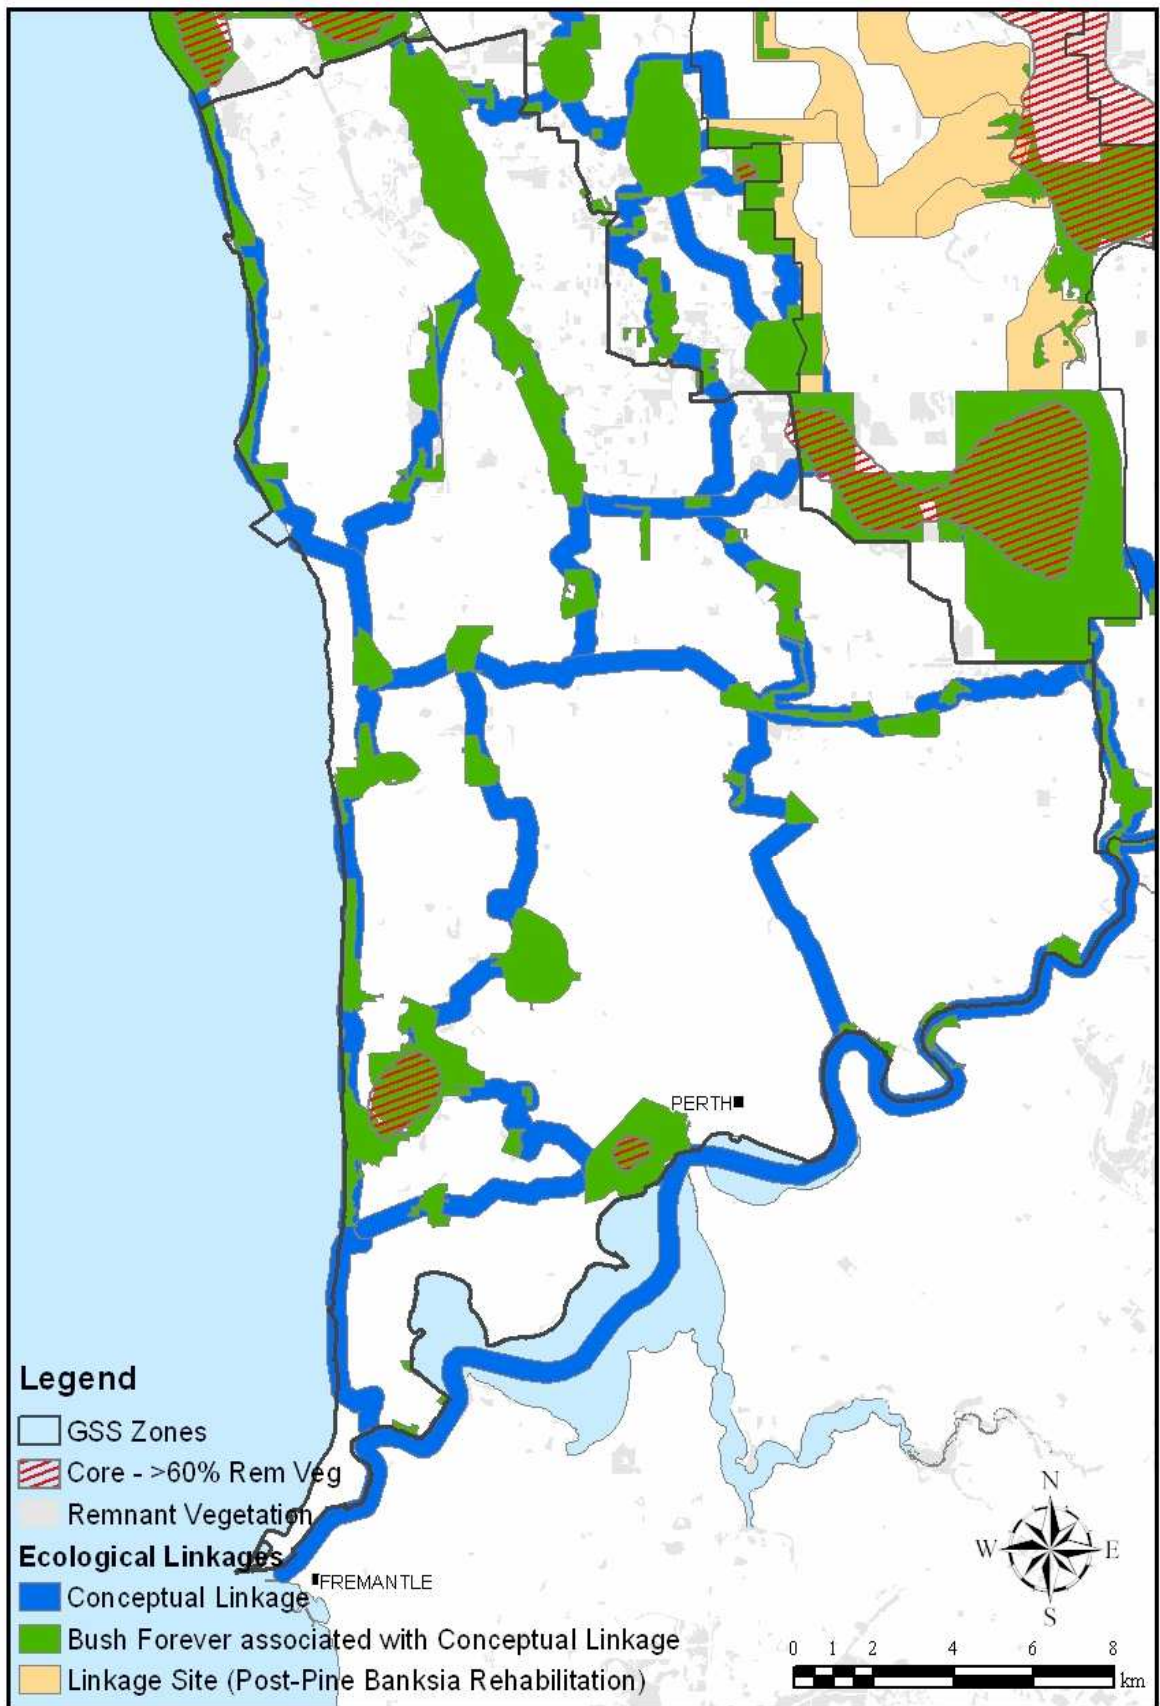 PERTH
Legend
GSS Zones
Core - >60% Rem Veg
Remnant Vegetation
Ecological Linkages
Conceptual Linkage
Bush Forever associated with Conceptual Linkage
Linkage Site (Post-Pine Banksia Rehabilitation)
FREMANTLE
N
W E
S
0 1 2 4 6 8
km